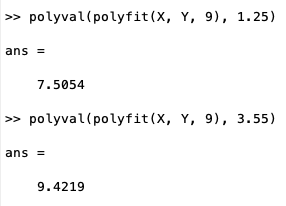 >> polyval(polyfit(X, Y, 9), 1.25)
ans =
7.5054
>> polyval(polyfit(X, Y, 9), 3.55)
ans =
9.4219